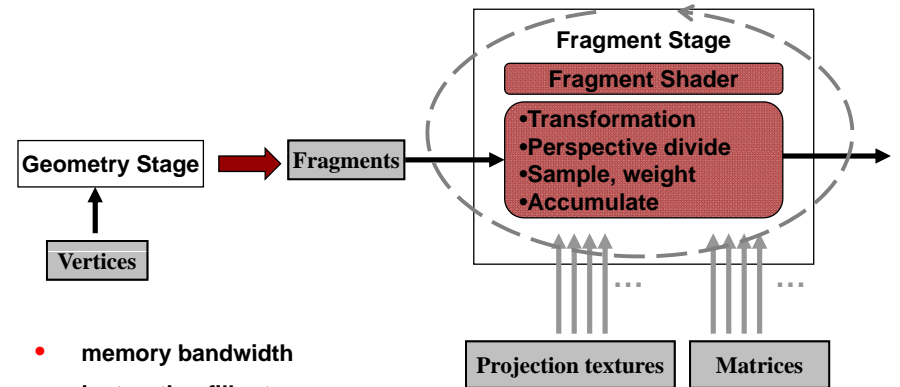 Fragment Stage
Fragment Shader
•Transformation
•Perspective divide
•Sample, weight
•Accumulate
Geometry Stage
Fragments
Vertices
...
...
• memory bandwidth
Projection textures
Matrices